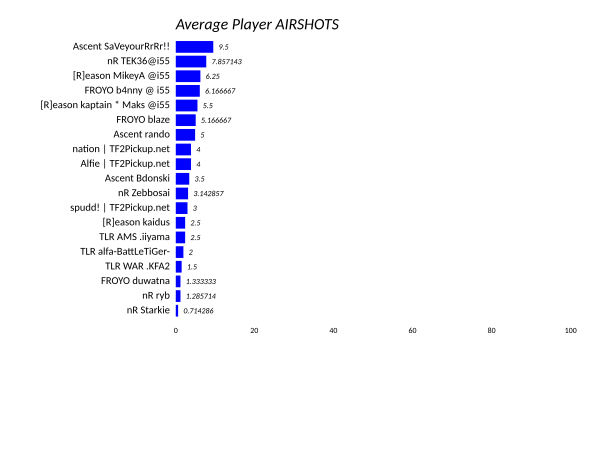 Average Player AIRSHOTS
Ascent SaVeyourRrRr!! 9.5
nR TEK36@i55 7.857143
[R]eason MikeyA @i55 6.25
FROYO b4nny @ i55 6.166667
[R]eason kaptain * Maks @i55 5.5
FROYO blaze 5.166667
Ascent rando 5
nation | TF2Pickup.net 4
Alfie | TF2Pickup.net 4
Ascent Bdonski 3.5
nR Zebbosai 3.142857
spudd! | TF2Pickup.net 3
[R]eason kaidus 2.5
TLR AMS .iiyama 2.5
TLR alfa-BattLeTiGer- 2
TLR WAR .KFA2 1.5
FROYO duwatna 1.333333
nR ryb 1.285714
nR Starkie 0.714286
0 20 40 60 80 100